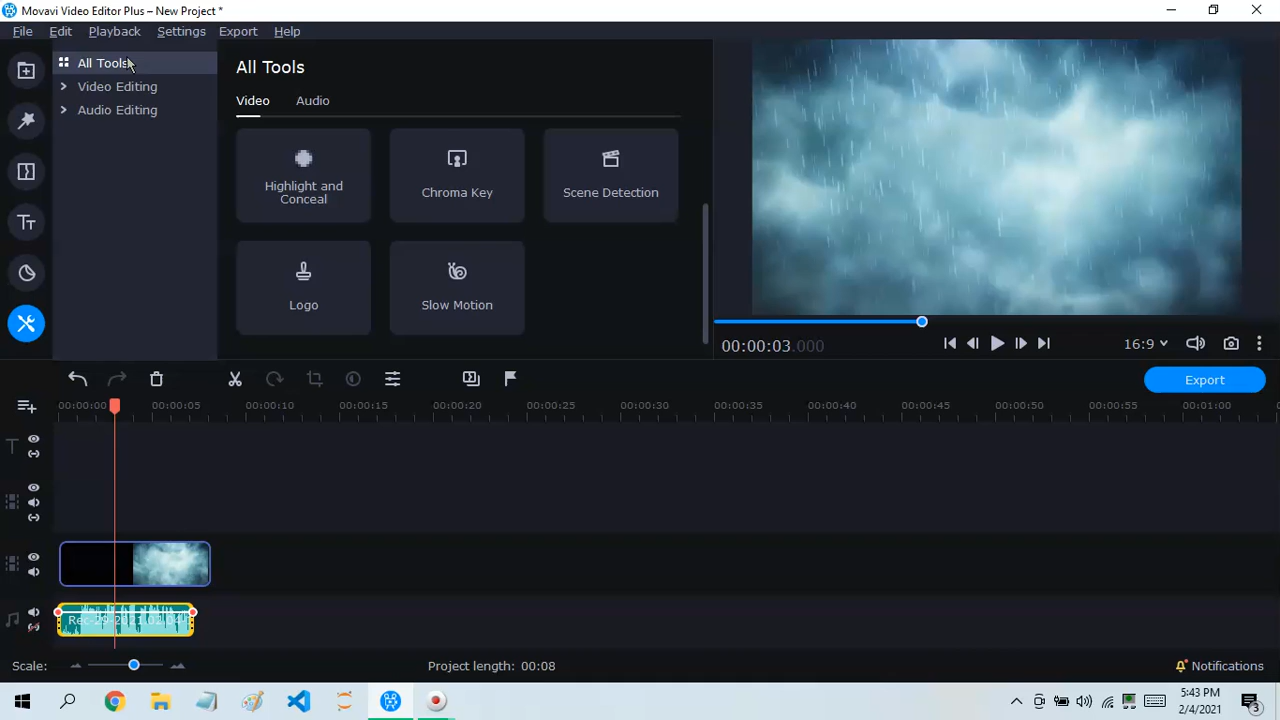 Movavi Video Editor Plus – New Project *
File Edit Playback Settings Export Help
All Tools
Video Editing
Audio Editing
All Tools
Video Audio
Highlight and
Conceal
Chroma Key
Scene Detection
Logo
Slow Motion
00:00:03.000
16:9
Export
00:00:00 00:00:05 00:00:10 00:00:15 00:00:20 00:00:25 00:00:30 00:00:35 00:00:40 00:00:45 00:00:50 00:00:55 00:01:00
Scale:
Project length: 00:08
Notifications
5:43 PM
2/4/2021
3